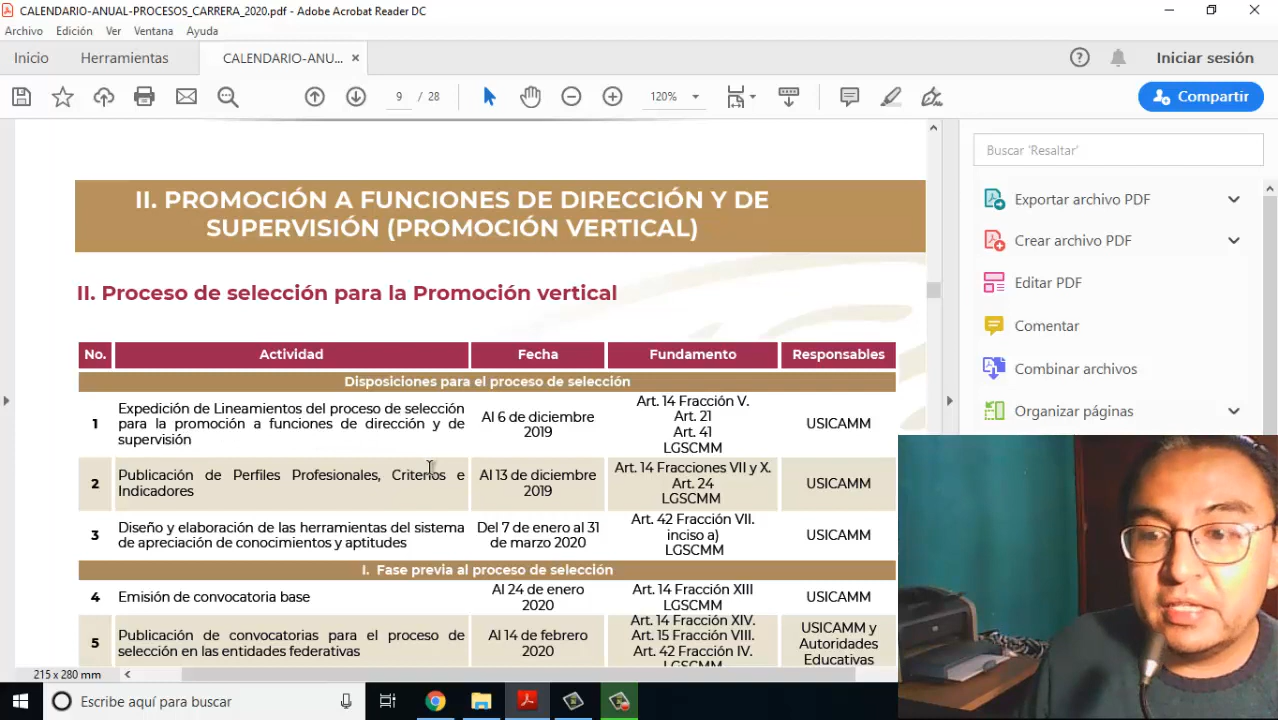 CALENDARIO-ANUAL-PROCESOS_CARRERA_2020.pdf - Adobe Acrobat Reader DC
Archivo Edición Ver Ventana Ayuda
Inicio Herramientas CALENDARIO-ANU... Iniciar sesión
9 / 28 120% Compartir
II. PROMOCIÓN A FUNCIONES DE DIRECCIÓN Y DE
SUPERVISIÓN (PROMOCIÓN VERTICAL)
II. Proceso de selección para la Promoción vertical
No. Actividad Fecha Fundamento Responsables
Disposiciones para el proceso de selección
1
Expedición de Lineamientos del proceso de selección
para la promoción a funciones de dirección y de
supervisión
Al 6 de diciembre
2019
Art. 14 Fracción V.
Art. 21
Art. 41
LGSCMM
USICAMM
2
Publicación de Perfiles Profesionales, Criterios e
Indicadores
Al 13 de diciembre
2019
Art. 14 Fracciones VII y X.
Art. 24
LGSCMM
USICAMM
3
Diseño y elaboración de las herramientas del sistema
de apreciación de conocimientos y aptitudes
Del 7 de enero al 31
de marzo 2020
Art. 42 Fracción VII.
inciso a)
LGSCMM
USICAMM
I. Fase previa al proceso de selección
4
Emisión de convocatoria base
Al 24 de enero
2020
Art. 14 Fracción XIII
LGSCMM
USICAMM
5
Publicación de convocatorias para el proceso de
selección en las entidades federativas
Al 14 de febrero
2020
Art. 14 Fracción XIV.
Art. 15 Fracción VIII.
Art. 42 Fracción IV.
LGSCMM
USICAMM y
Autoridades
Educativas
215 x 280 mm
Buscar 'Resaltar'
Exportar archivo PDF
Crear archivo PDF
Editar PDF
Comentar
Combinar archivos
Organizar páginas
Escribe aquí para buscar